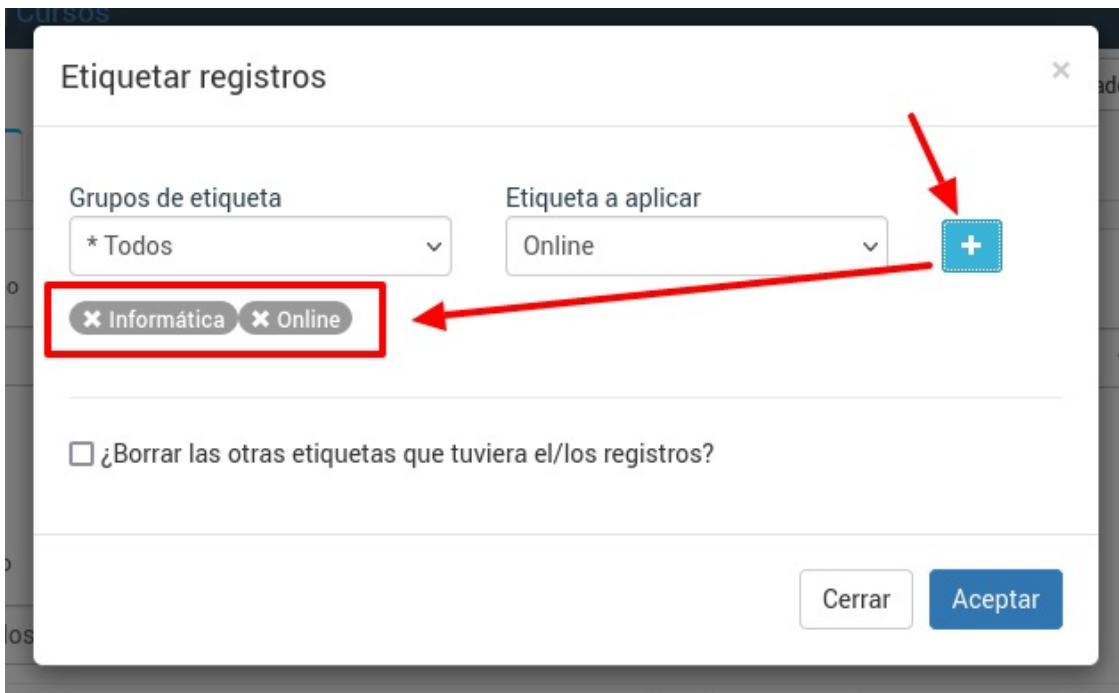 Cursos
Etiquetar registros ×
Grupos de etiqueta Etiqueta a aplicar
* Todos Online +
Informática Online
¿Borrar las otras etiquetas que tuviera el/los registros?
Cerrar Aceptar